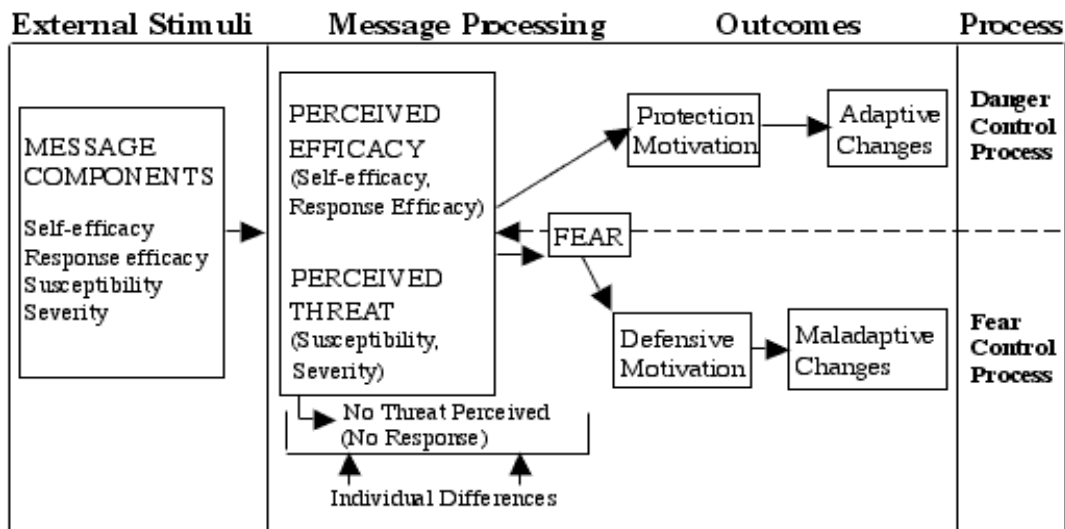 External Stimuli
Message Processing
Outcomes
Process
MESSAGE
COMPONENTS
Self-efficacy
Response efficacy
Susceptibility
Severity
PERCEIVED
EFFICACY
(Self-efficacy,
Response Efficacy)
PERCEIVED
THREAT
(Susceptibility,
Severity)
No Threat Perceived
(No Response)
Individual Differences
FEAR
Protection
Motivation
Adaptive
Changes
Defensive
Motivation
Maladaptive
Changes
Danger
Control
Process
Fear
Control
Process